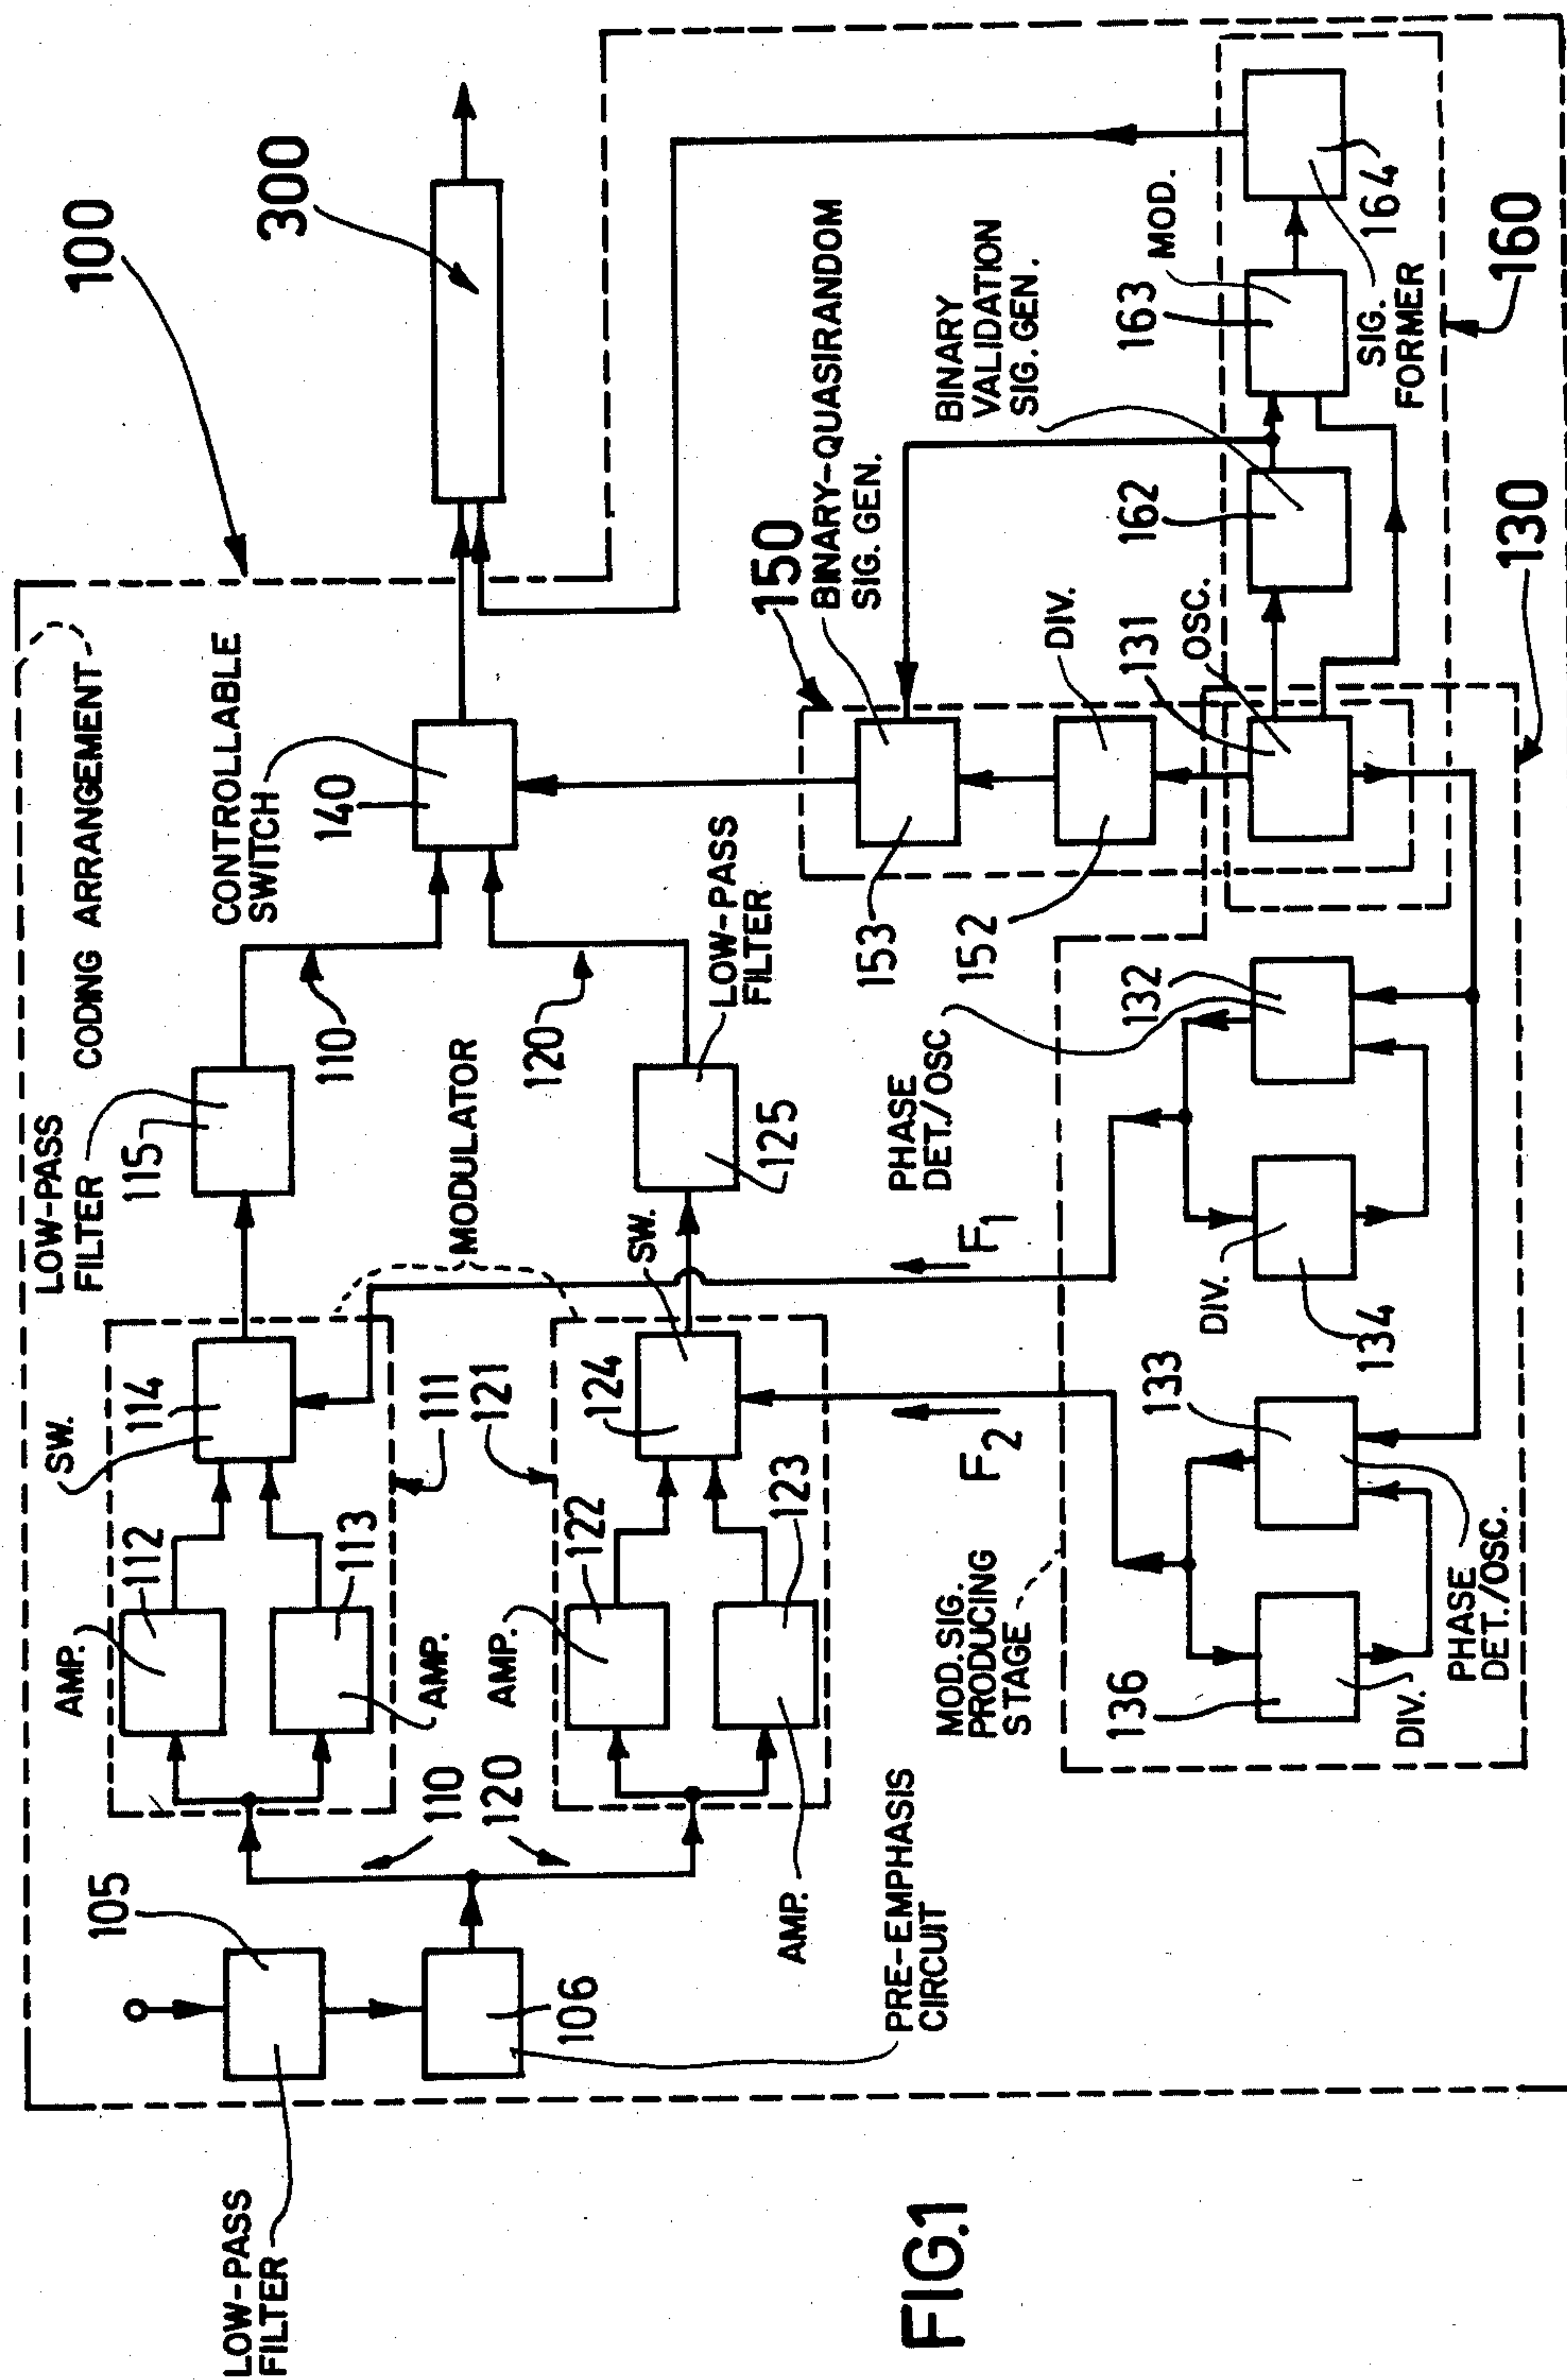 100
300
LOW-PASS
FILTER
CODING ARRANGEMENT
115
CONTROLLABLE
SWITCH
140
110
120
LOW-PASS
FILTER
125
MODULATOR
SW.
114
111
AMP.
112
113
AMP.
121
SW.
124
AMP.
122
123
AMP.
110
120
105
LOW-PASS
FILTER
106
PRE-EMPHASIS
CIRCUIT
F1
F2
MOD. SIG.
PRODUCING
STAGE
PHASE
DET./OSC
132
DIV.
134
133
PHASE
DET./OSC.
136
DIV.
150
BINARY-QUASIRANDOM
SIG. GEN.
153
DIV.
152
131
OSC.
BINARY
VALIDATION
SIG. GEN.
162
163
MOD.
164
SIG.
FORMER
160
130
FIG.1